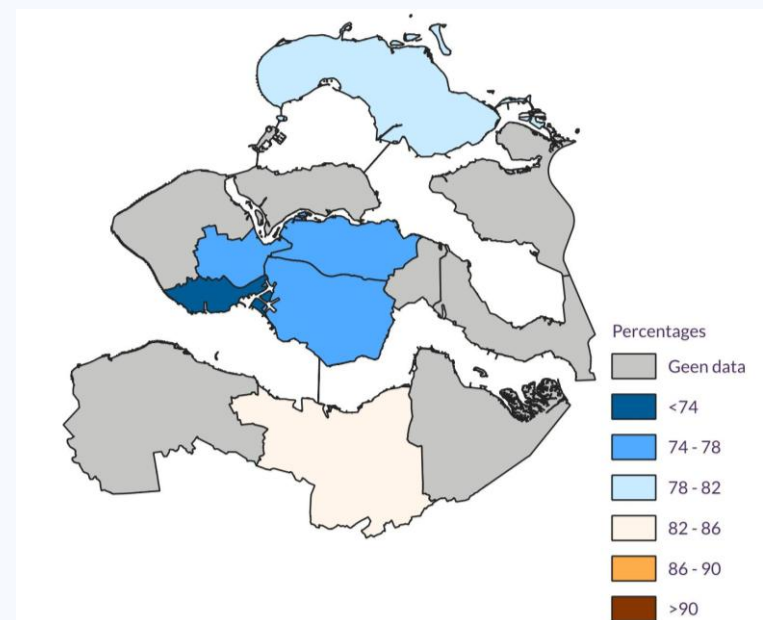 Percentages
Geen data
<74
74 - 78
78 - 82
82 - 86
86 - 90
>90